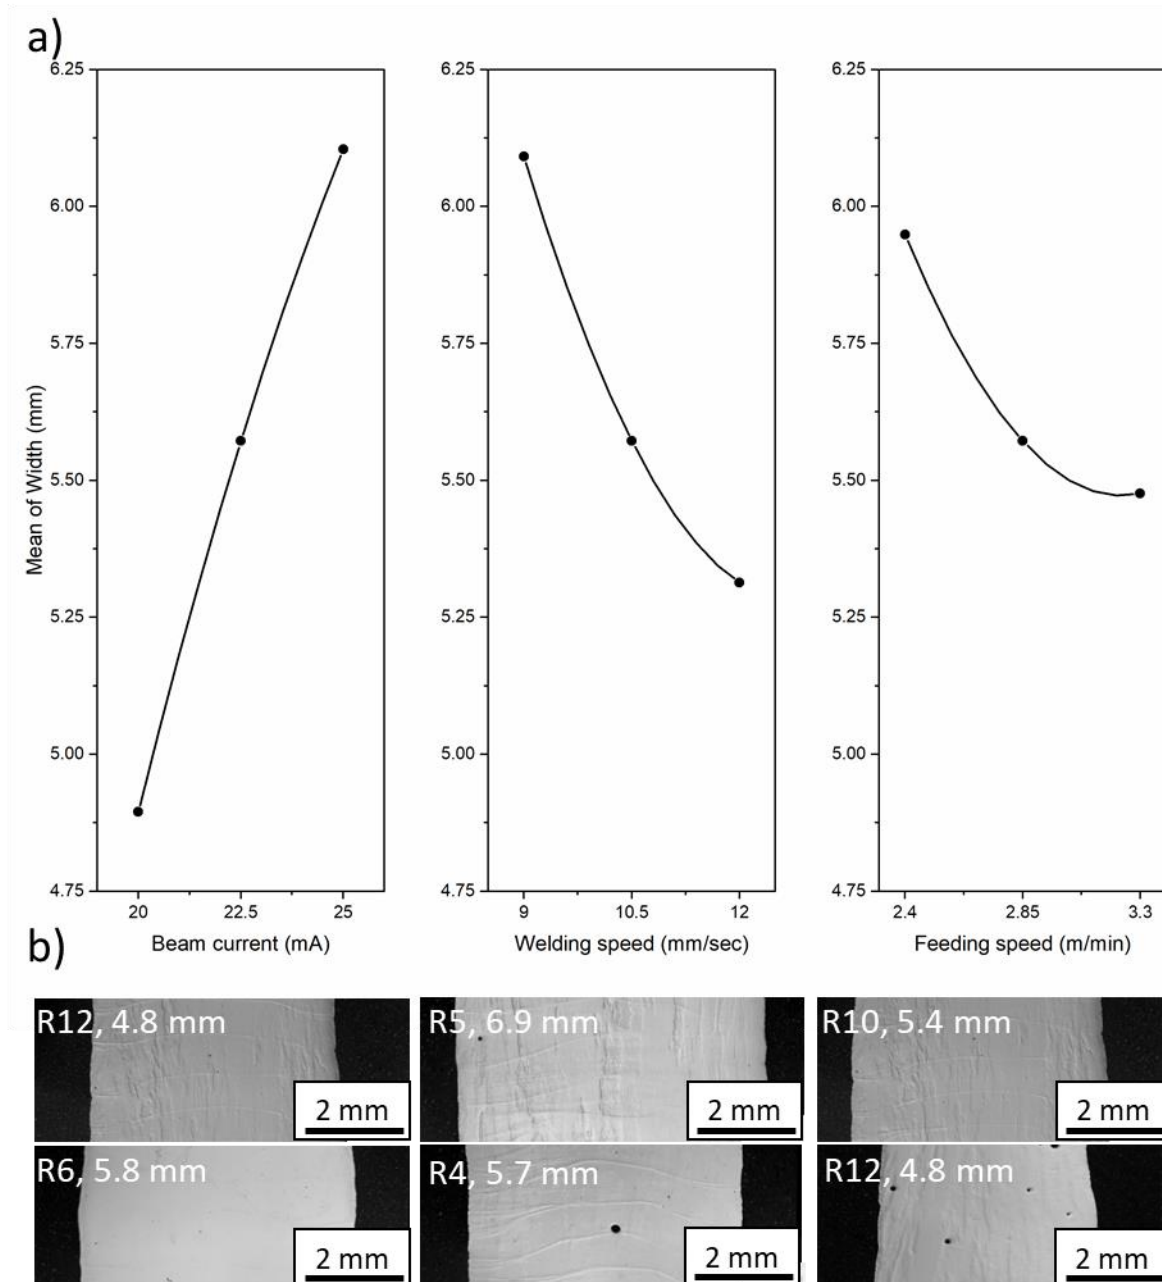 a)
6.25
6.00
5.75
5.50
5.25
5.00
4.75
Mean of Width (mm)
20 22.5 25
Beam current (mA)
6.25
6.00
5.75
5.50
5.25
5.00
4.75
9 10.5 12
Welding speed (mm/sec)
6.25
6.00
5.75
5.50
5.25
5.00
4.75
2.4 2.85 3.3
Feeding speed (m/min)
b)
R12, 4.8 mm
2 mm
R5, 6.9 mm
2 mm
R10, 5.4 mm
2 mm
R6, 5.8 mm
2 mm
R4, 5.7 mm
2 mm
R12, 4.8 mm
2 mm